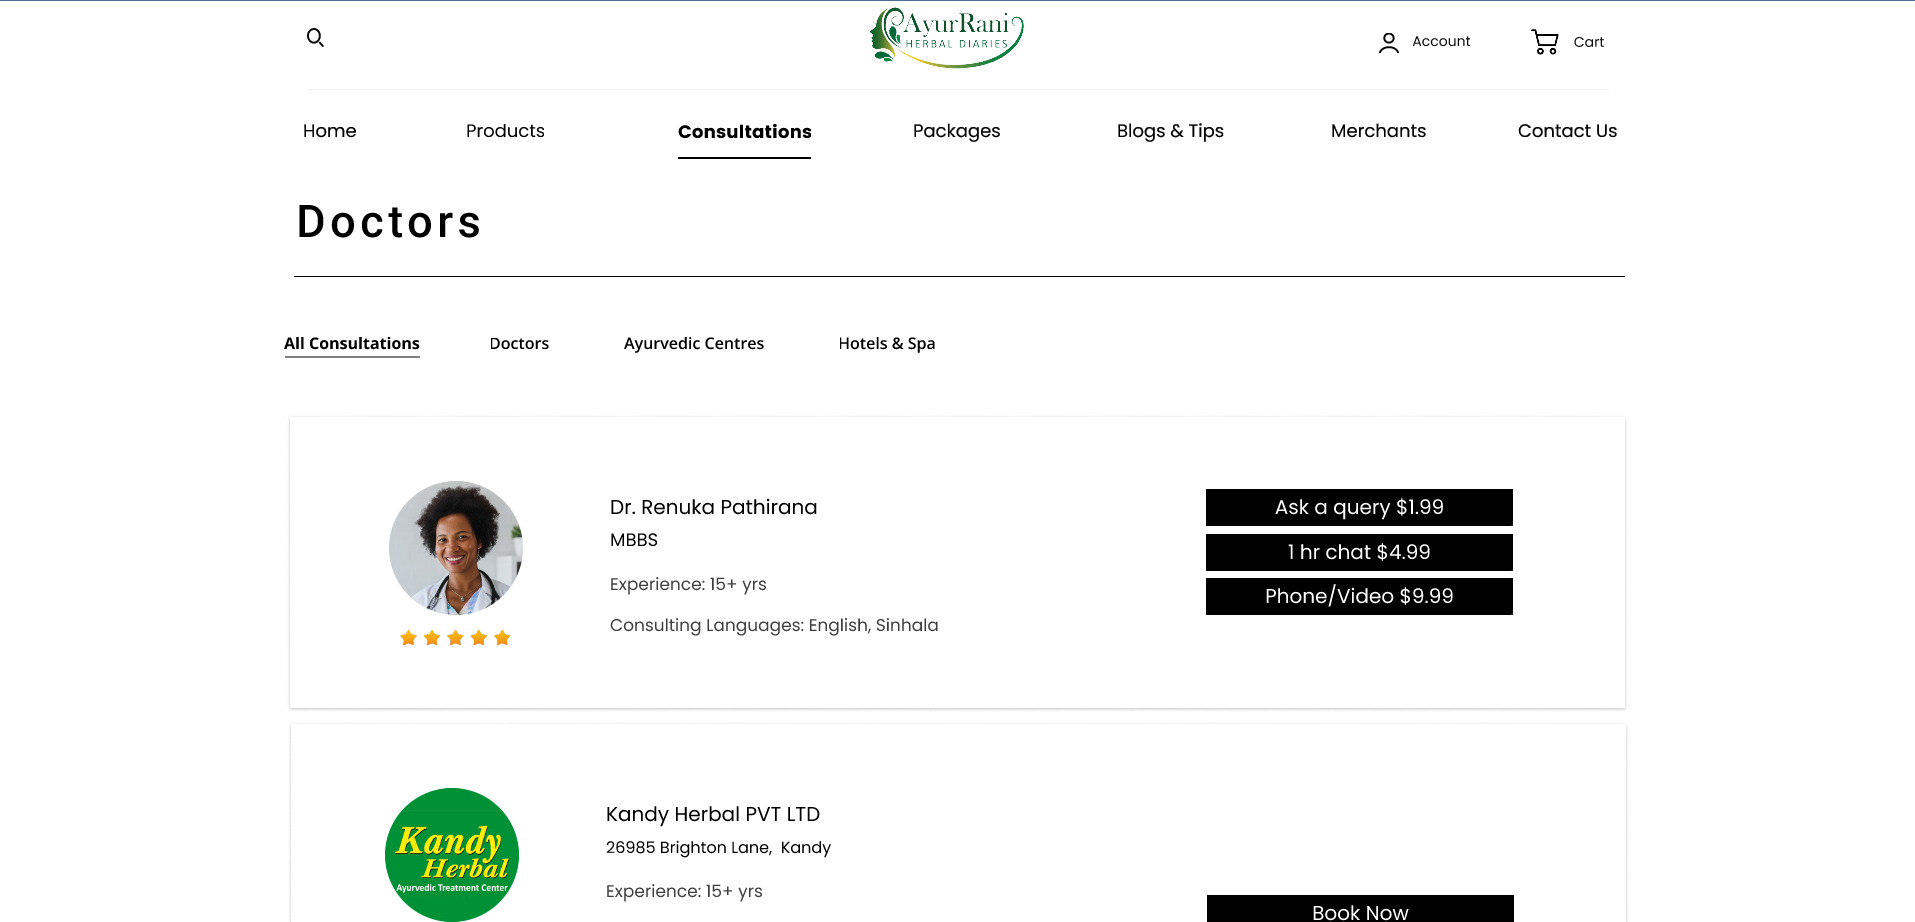 AyurRani
HERBAL DIARIES
Account
Cart
Home
Products
Consultations
Packages
Blogs & Tips
Merchants
Contact Us
Doctors
All Consultations
Doctors
Ayurvedic Centres
Hotels & Spa
Dr. Renuka Pathirana
MBBS
Experience: 15+ yrs
Consulting Languages: English, Sinhala
Ask a query $1.99
1 hr chat $4.99
Phone/Video $9.99
Kandy
Herbal
Ayurvedic Treatment Center
Kandy Herbal PVT LTD
26985 Brighton Lane, Kandy
Experience: 15+ yrs
Book Now